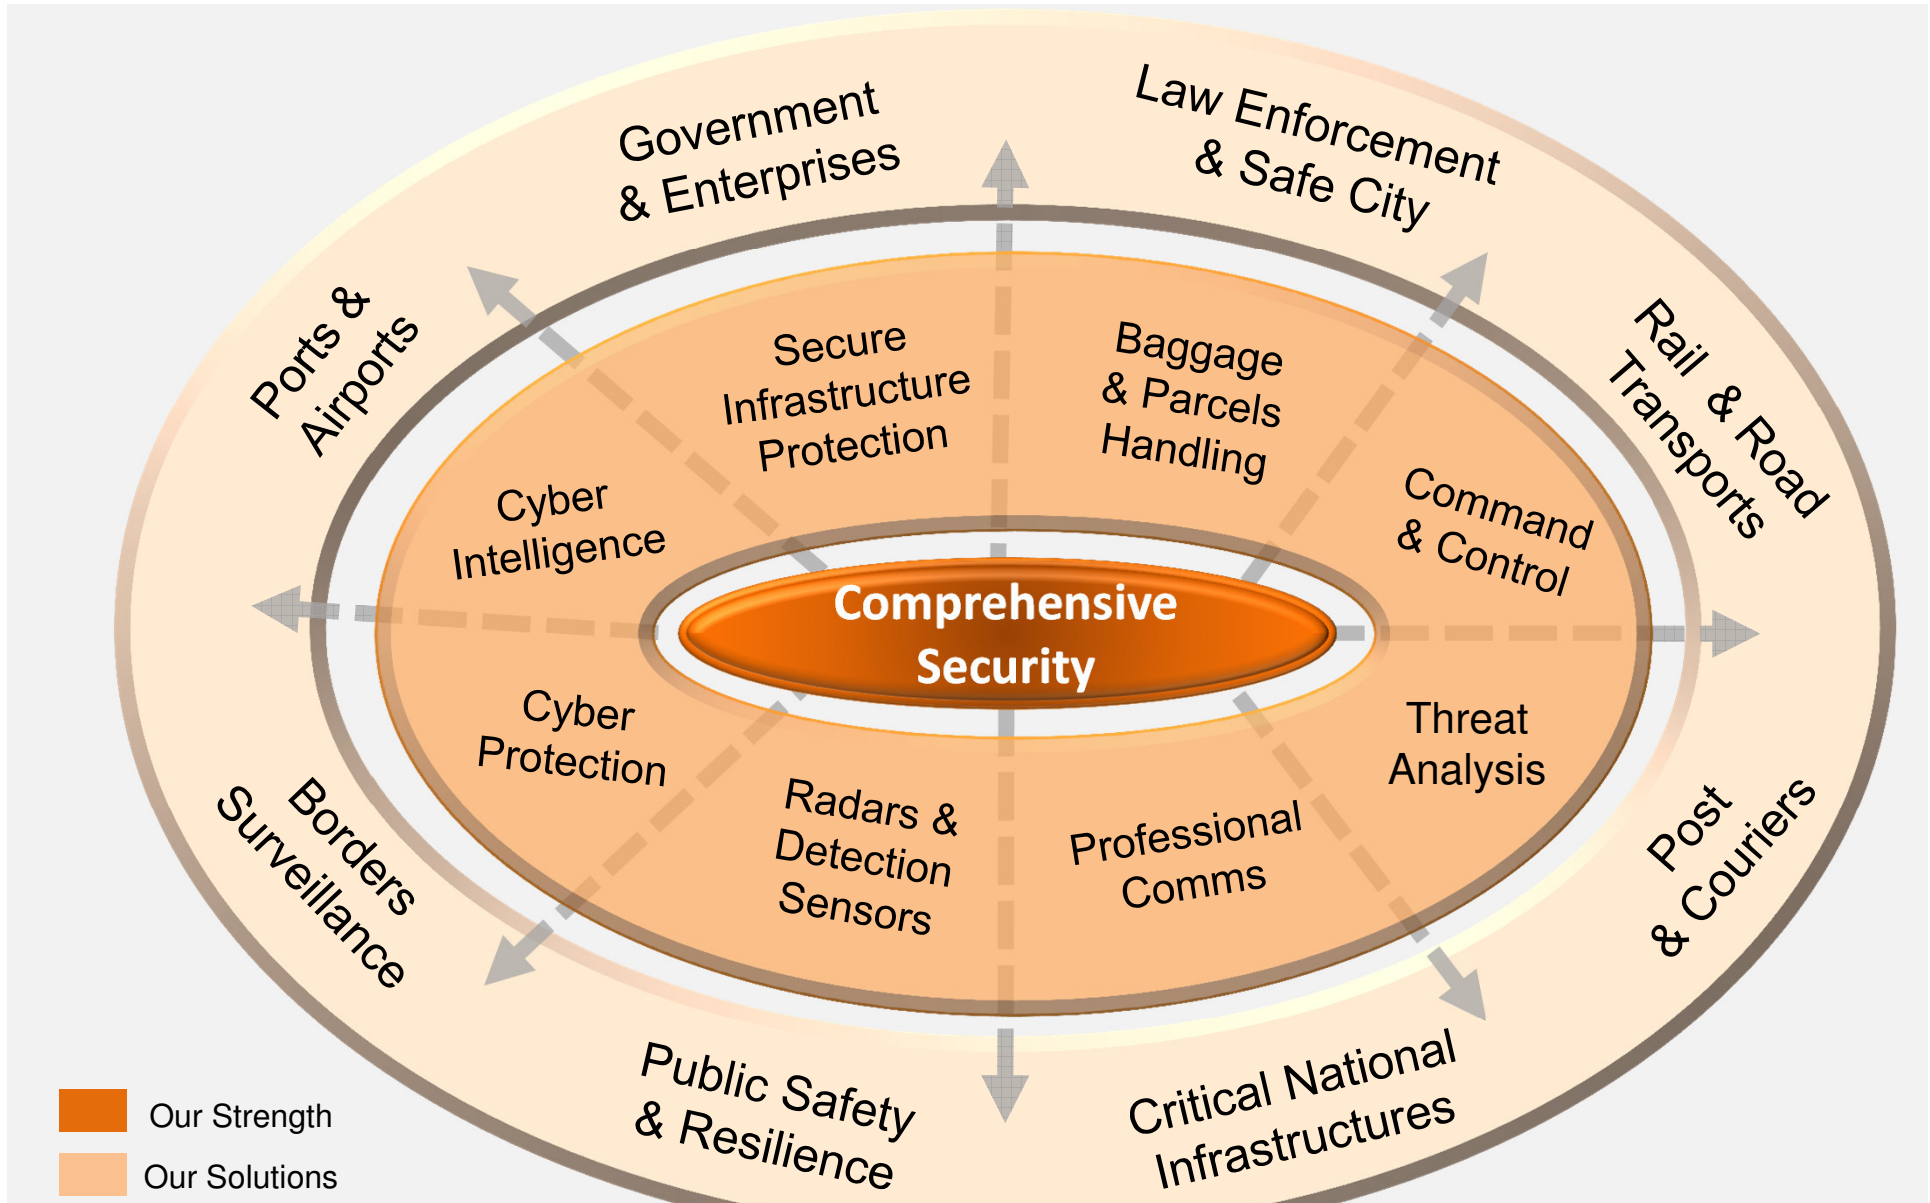 Government
& Enterprises
Law Enforcement
& Safe City
Ports &
Airports
Rail & Road
Transports
Secure
Infrastructure
Protection
Baggage
& Parcels
Handling
Cyber
Intelligence
Command
& Control
Comprehensive
Security
Cyber
Protection
Threat
Analysis
Radars &
Detection
Sensors
Professional
Comms
Borders
Surveillance
Post
& Couriers
Public Safety
& Resilience
Critical National
Infrastructures
Our Strength
Our Solutions